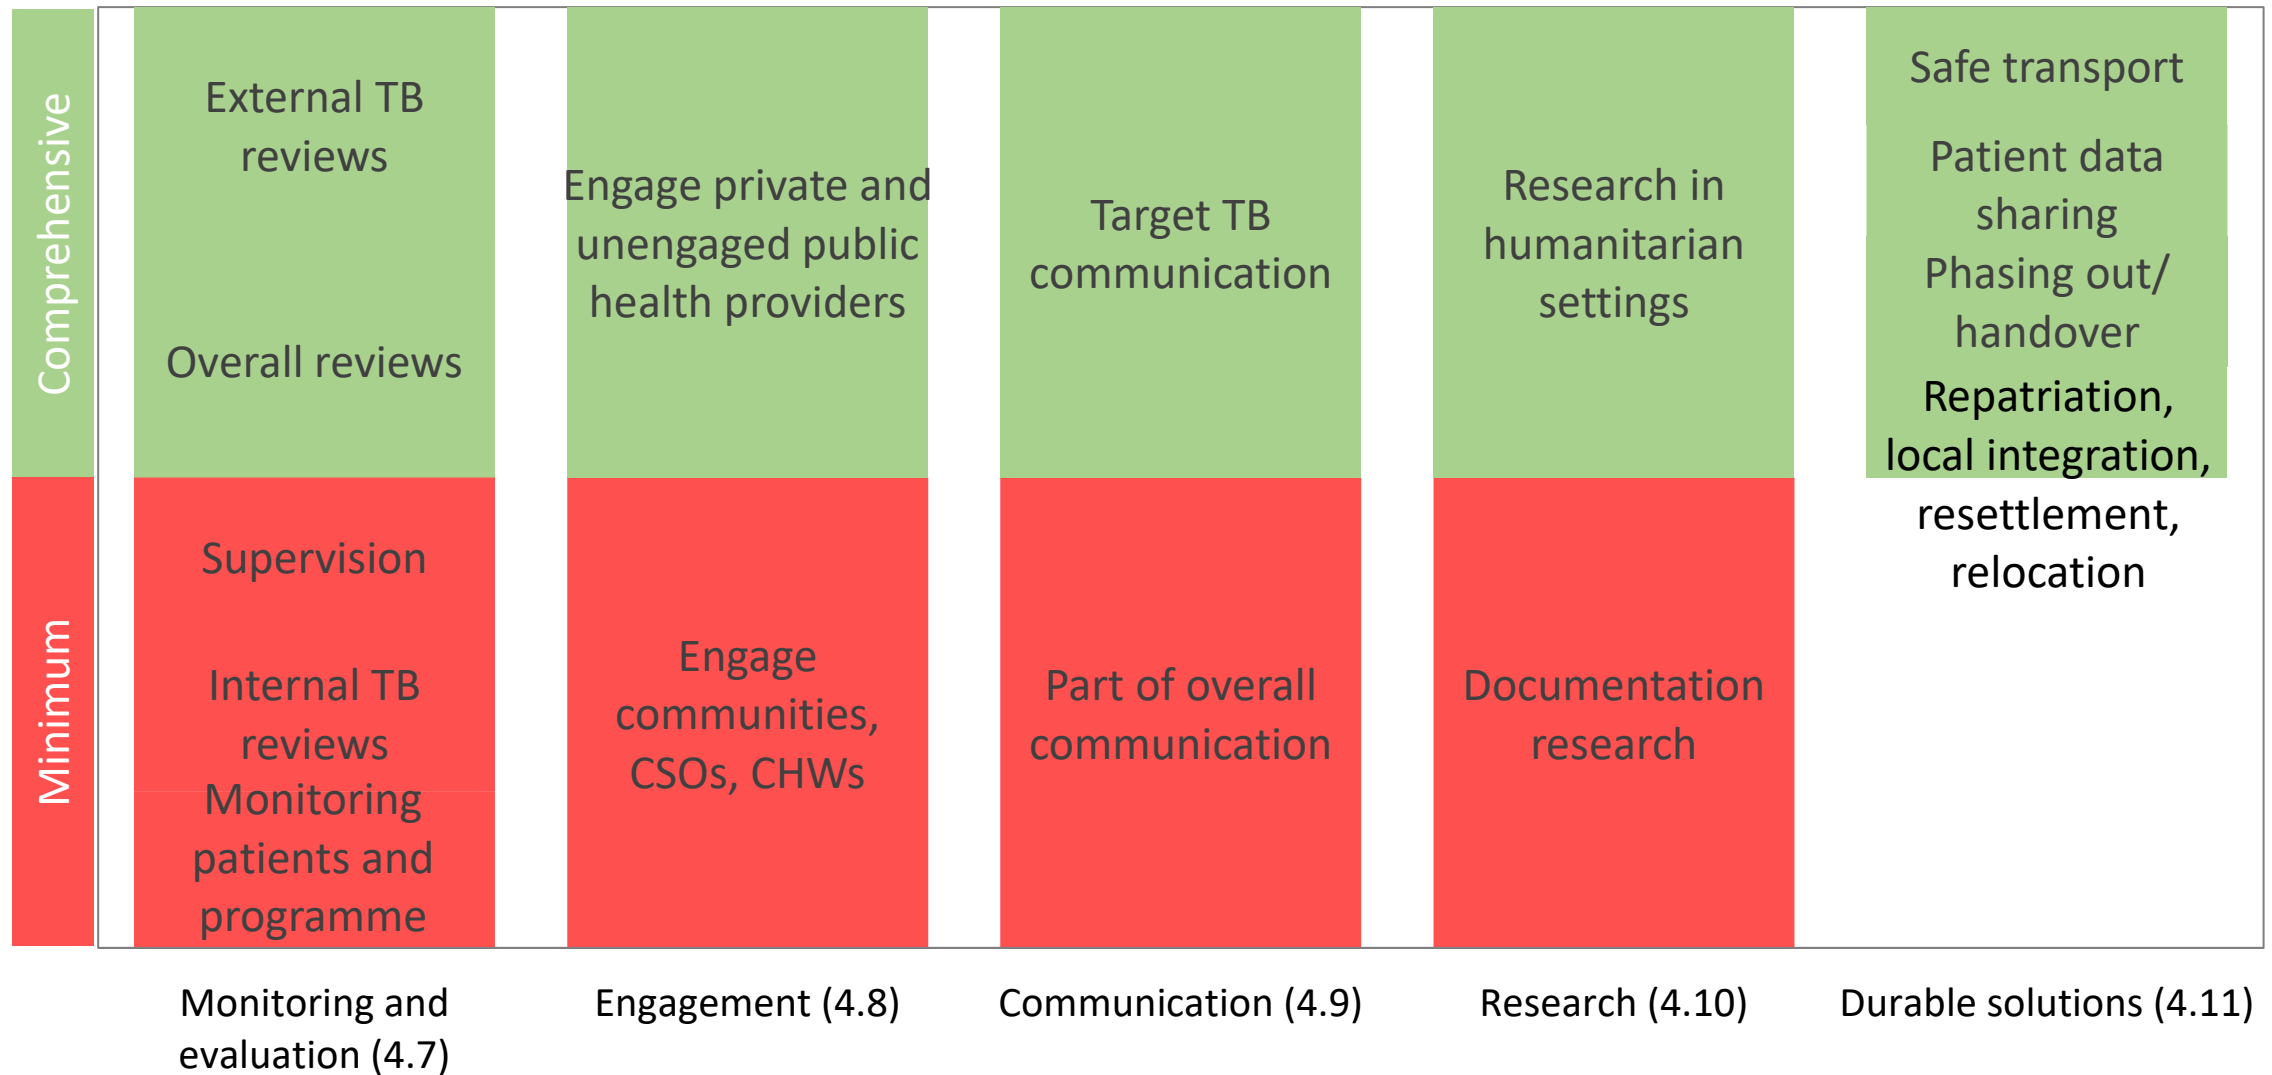 Comprehensive
External TB
reviews
Overall reviews
Engage private and
unengaged public
health providers
Target TB
communication
Research in
humanitarian
settings
Safe transport
Patient data
sharing
Phasing out/
handover
Repatriation,
local integration,
resettlement,
relocation
Minimum
Supervision
Internal TB
reviews
Monitoring
patients and
programme
Engage
communities,
CSOs, CHWs
Part of overall
communication
Documentation
research
Monitoring and
evaluation (4.7)
Engagement (4.8)
Communication (4.9)
Research (4.10)
Durable solutions (4.11)